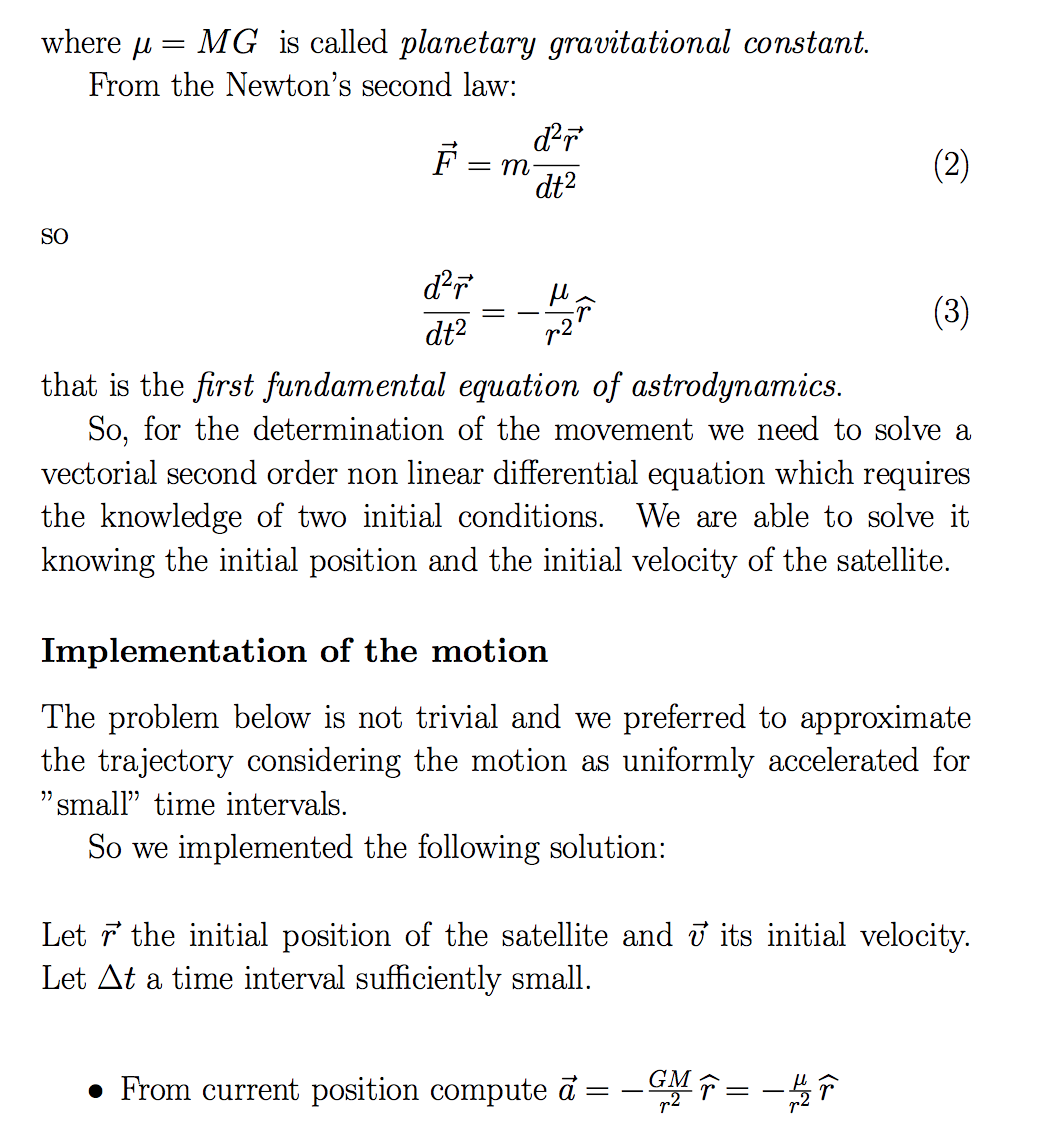 where μ = MG is called planetary gravitational constant.
From the Newton's second law:
$\vec{F} = m\frac{d^2\vec{r}}{dt^2}$ (2)
so
$\frac{d^2\vec{r}}{dt^2} = -\frac{\mu}{r^2}\widehat{r}$ (3)
that is the first fundamental equation of astrodynamics.
So, for the determination of the movement we need to solve a
vectorial second order non linear differential equation which requires
the knowledge of two initial conditions. We are able to solve it
knowing the initial position and the initial velocity of the satellite.
Implementation of the motion
The problem below is not trivial and we preferred to approximate
the trajectory considering the motion as uniformly accelerated for
”small” time intervals.
So we implemented the following solution:
Let $\vec{r}$ the initial position of the satellite and $\vec{v}$ its initial velocity.
Let Δt a time interval sufficiently small.
• From current position compute $\vec{a} = -\frac{GM}{r^2}\widehat{r} = -\frac{\mu}{r^2}\widehat{r}$